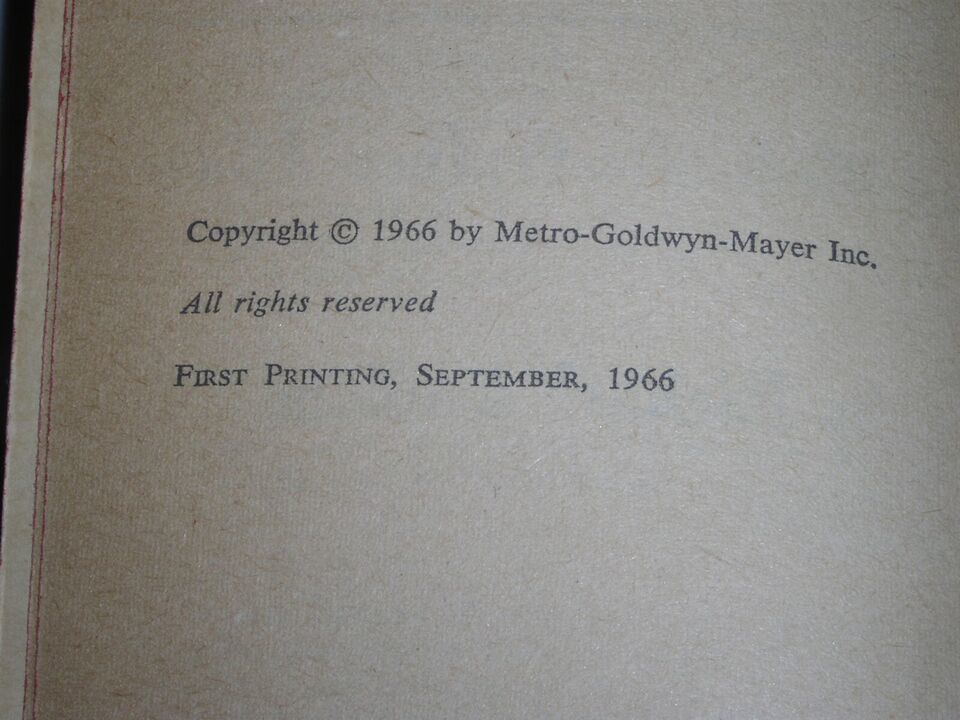 Copyright © 1966 by Metro-Goldwyn-Mayer Inc.
All rights reserved
First Printing, September, 1966